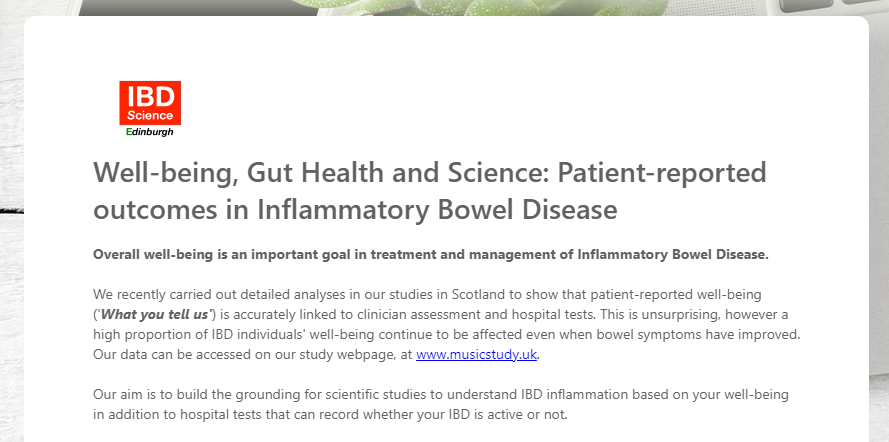 IBD
Science
Edinburgh
Well-being, Gut Health and Science: Patient-reported
outcomes in Inflammatory Bowel Disease
Overall well-being is an important goal in treatment and management of Inflammatory Bowel Disease.
We recently carried out detailed analyses in our studies in Scotland to show that patient-reported well-being
('What you tell us') is accurately linked to clinician assessment and hospital tests. This is unsurprising, however a
high proportion of IBD individuals' well-being continue to be affected even when bowel symptoms have improved.
Our data can be accessed on our study webpage, at www.musicstudy.uk.
Our aim is to build the grounding for scientific studies to understand IBD inflammation based on your well-being
in addition to hospital tests that can record whether your IBD is active or not.